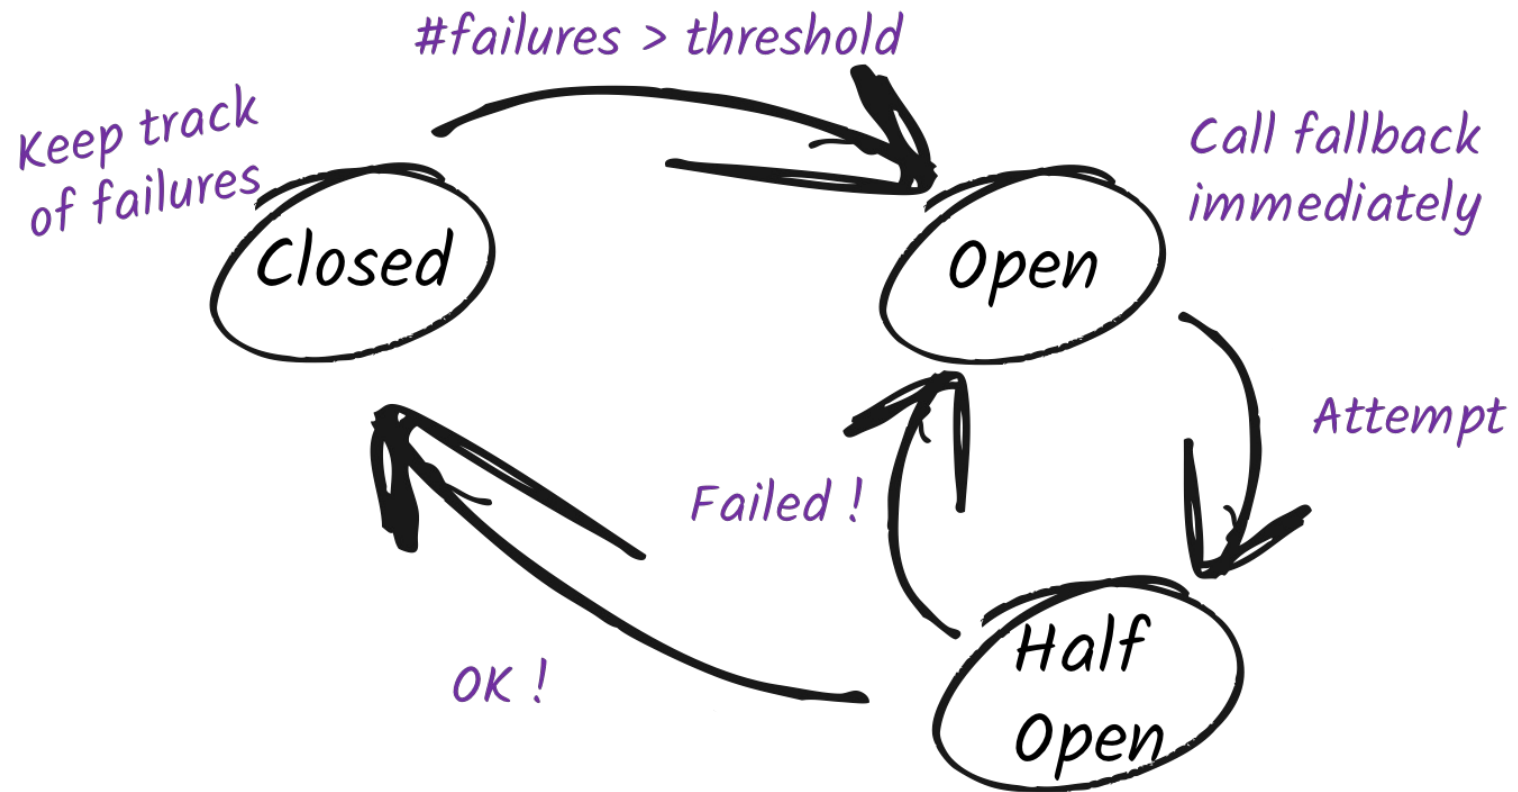 #failures > threshold
Keep track
of failures
Call fallback
immediately
Closed
Open
Attempt
Failed !
OK !
Half
Open